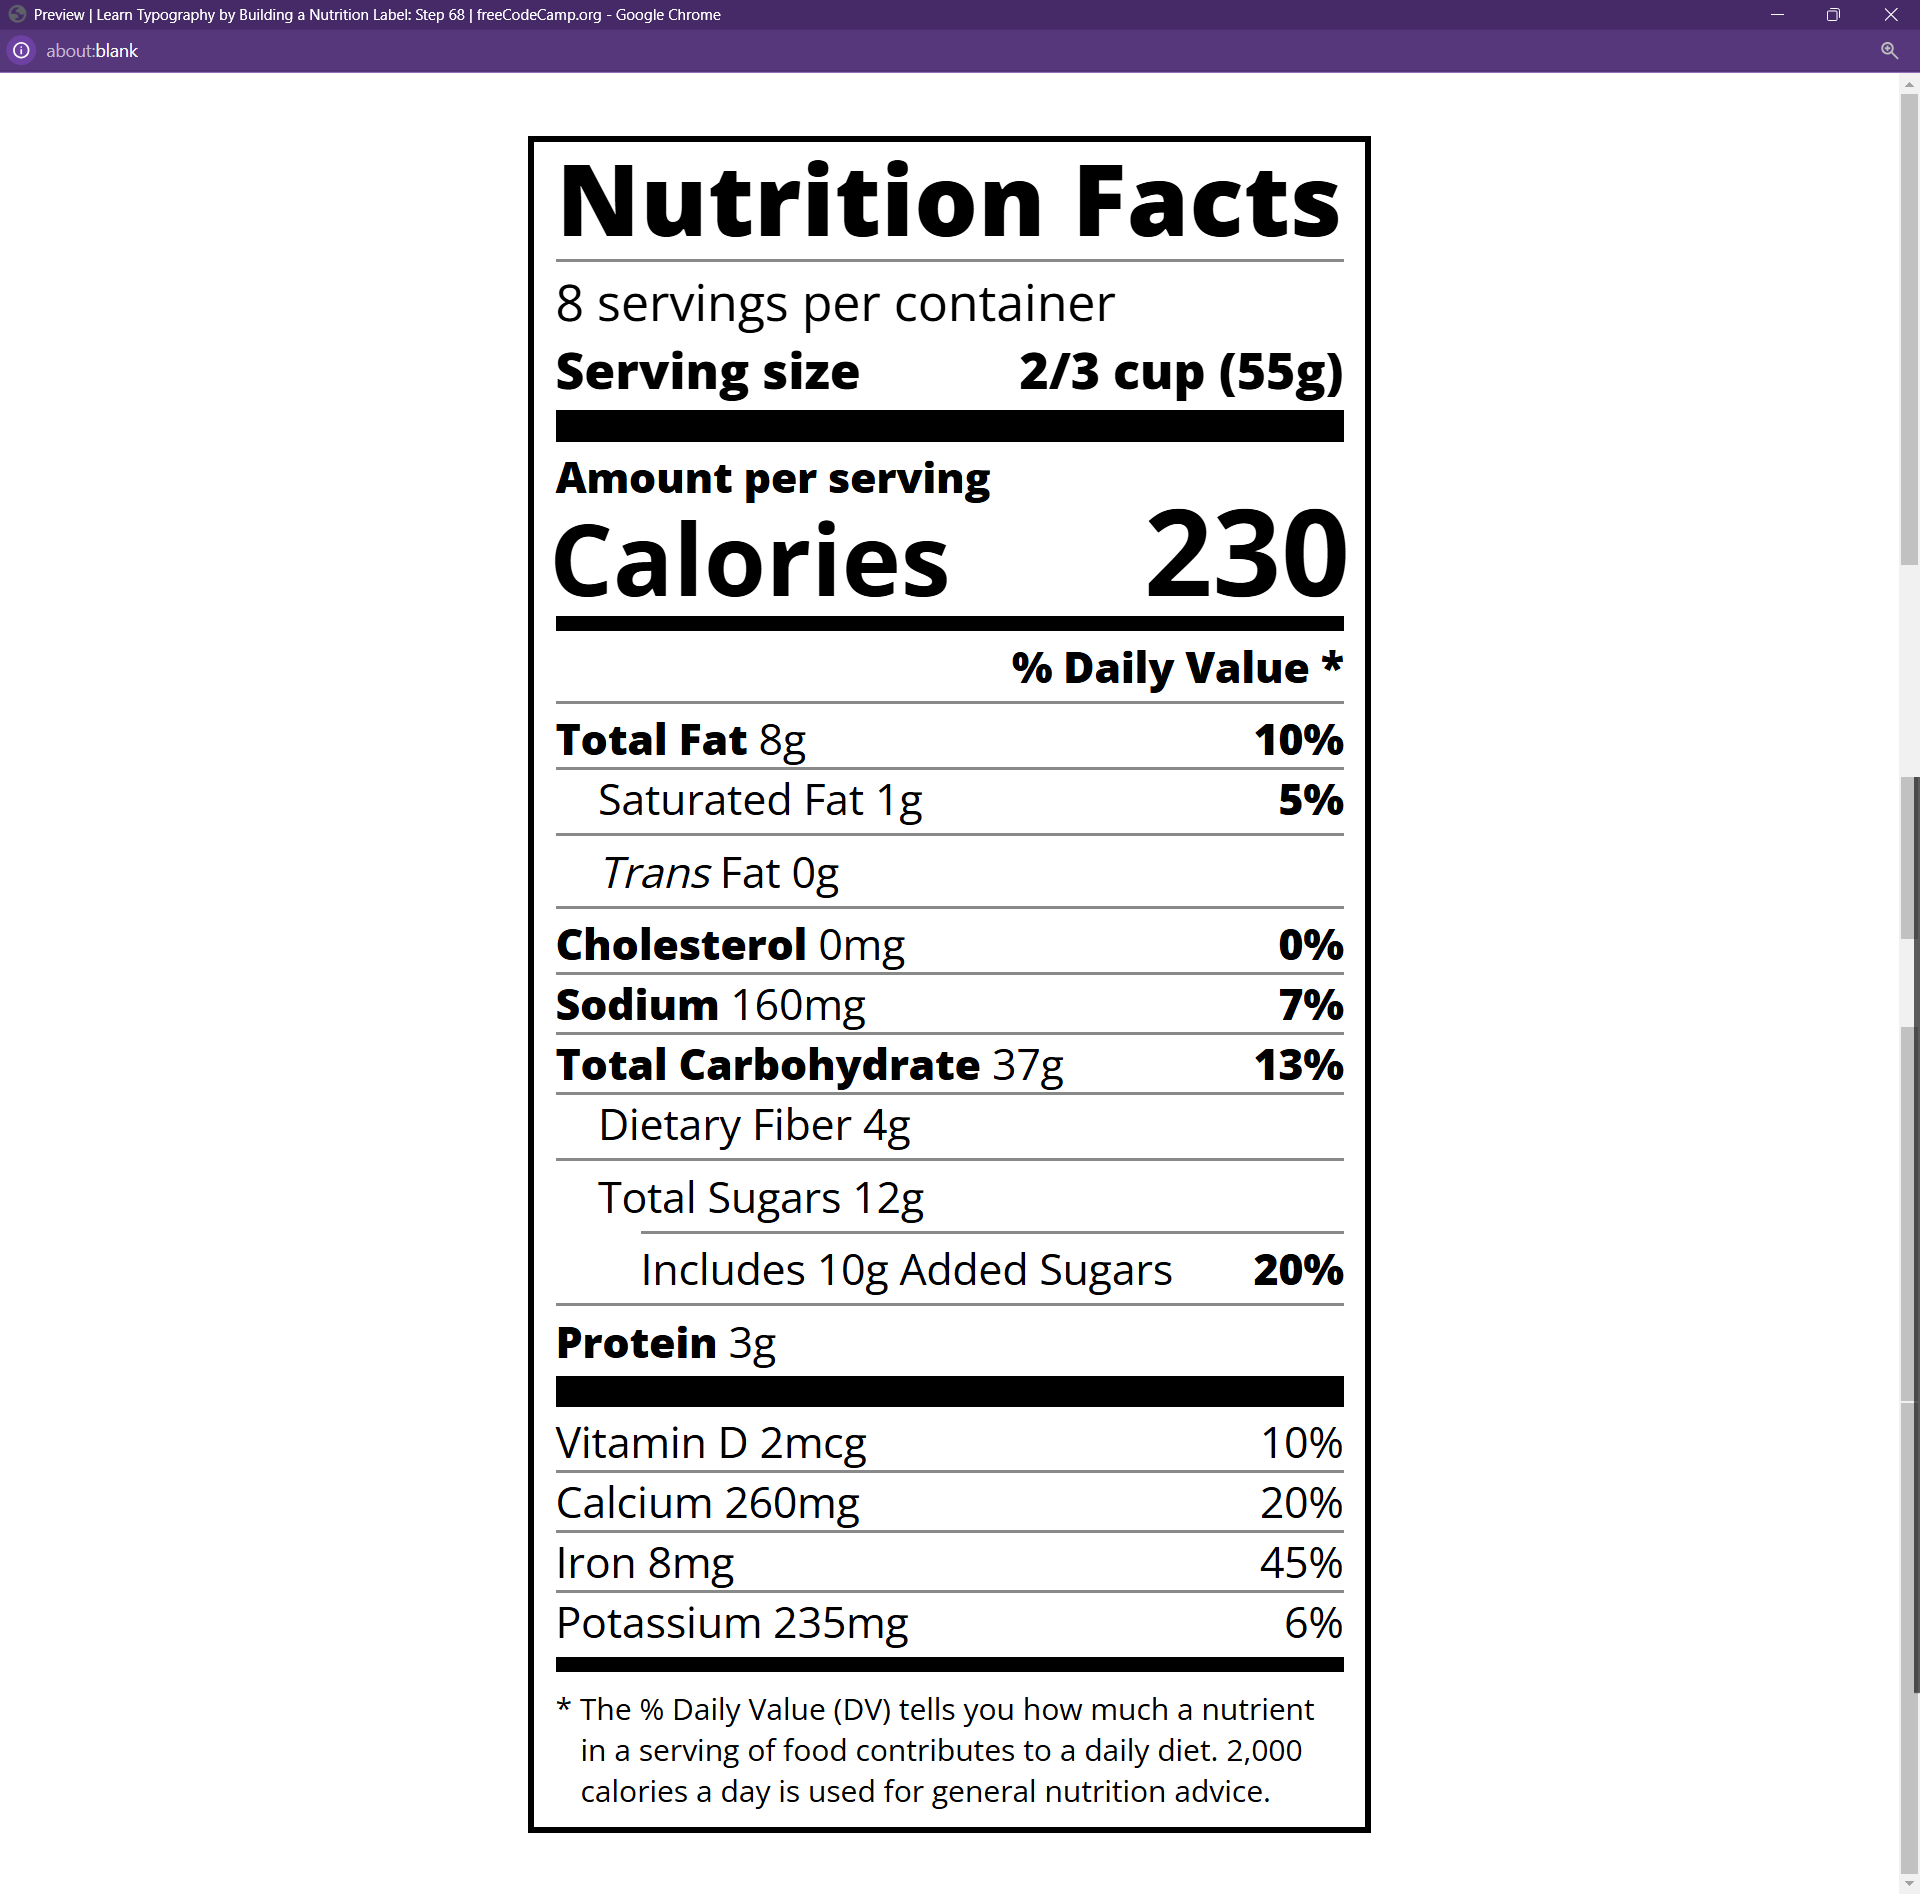 Preview | Learn Typography by Building a Nutrition Label: Step 68 | freeCodeCamp.org - Google Chrome
about:blank
Nutrition Facts
8 servings per container
Serving size 2/3 cup (55g)
Amount per serving
Calories 230
% Daily Value *
Total Fat 8g 10%
Saturated Fat 1g 5%
Trans Fat 0g
Cholesterol 0mg 0%
Sodium 160mg 7%
Total Carbohydrate 37g 13%
Dietary Fiber 4g
Total Sugars 12g
Includes 10g Added Sugars 20%
Protein 3g
Vitamin D 2mcg 10%
Calcium 260mg 20%
Iron 8mg 45%
Potassium 235mg 6%
* The % Daily Value (DV) tells you how much a nutrient
in a serving of food contributes to a daily diet. 2,000
calories a day is used for general nutrition advice.